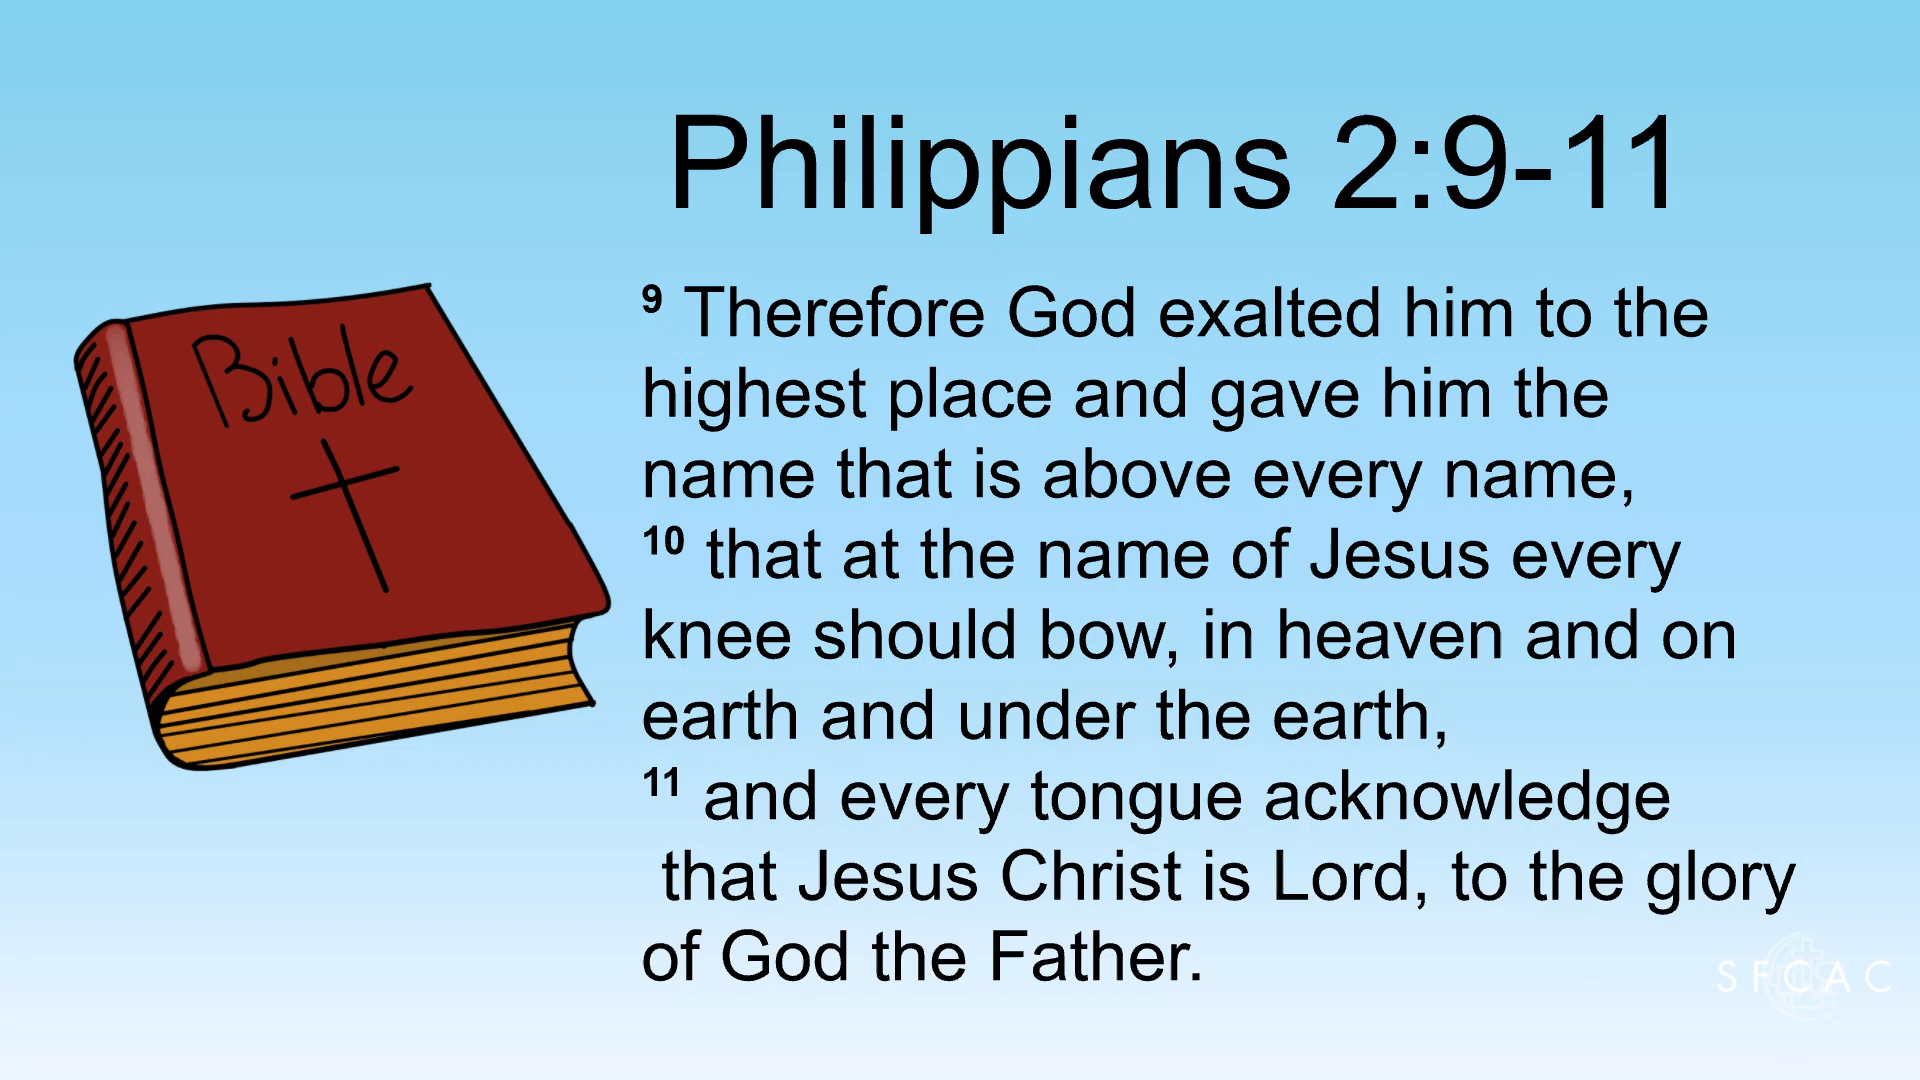 Philippians 2:9-11
Bible
9 Therefore God exalted him to the
highest place and gave him the
name that is above every name,
10 that at the name of Jesus every
knee should bow, in heaven and on
earth and under the earth,
11 and every tongue acknowledge
that Jesus Christ is Lord, to the glory
of God the Father.
SFCAC